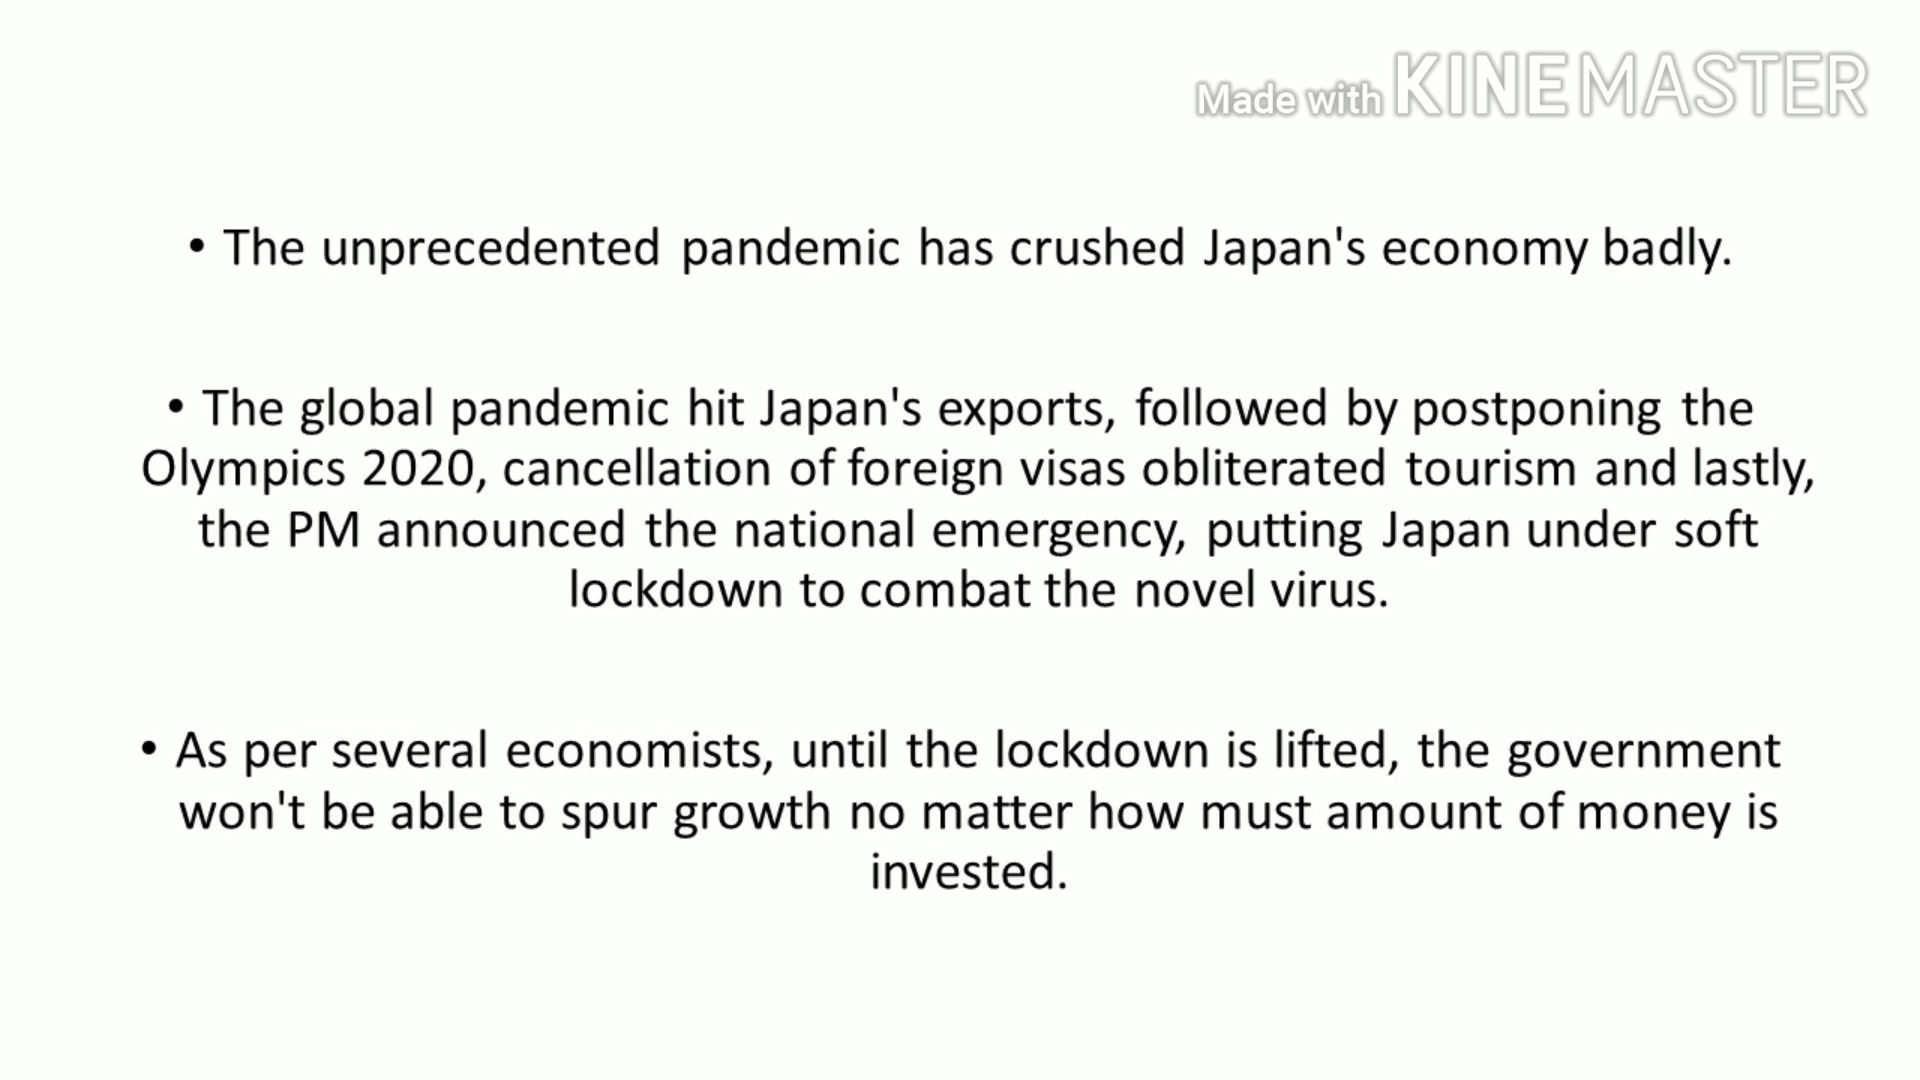 Made with KINEMASTER
• The unprecedented pandemic has crushed Japan's economy badly.
• The global pandemic hit Japan's exports, followed by postponing the
Olympics 2020, cancellation of foreign visas obliterated tourism and lastly,
the PM announced the national emergency, putting Japan under soft
lockdown to combat the novel virus.
• As per several economists, until the lockdown is lifted, the government
won't be able to spur growth no matter how must amount of money is
invested.